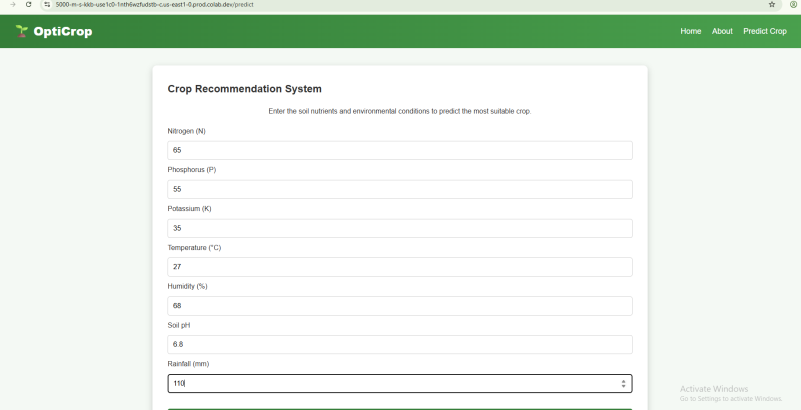 5000-m-s-kkb-use1c0-1nth6wzfudstb-c.us-east1-0.prod.colab.dev/predict
OptiCrop
Home About Predict Crop
Crop Recommendation System
Enter the soil nutrients and environmental conditions to predict the most suitable crop.
Nitrogen (N)
65
Phosphorus (P)
55
Potassium (K)
35
Temperature (°C)
27
Humidity (%)
68
Soil pH
6.8
Rainfall (mm)
110
Activate Windows
Go to Settings to activate Windows.